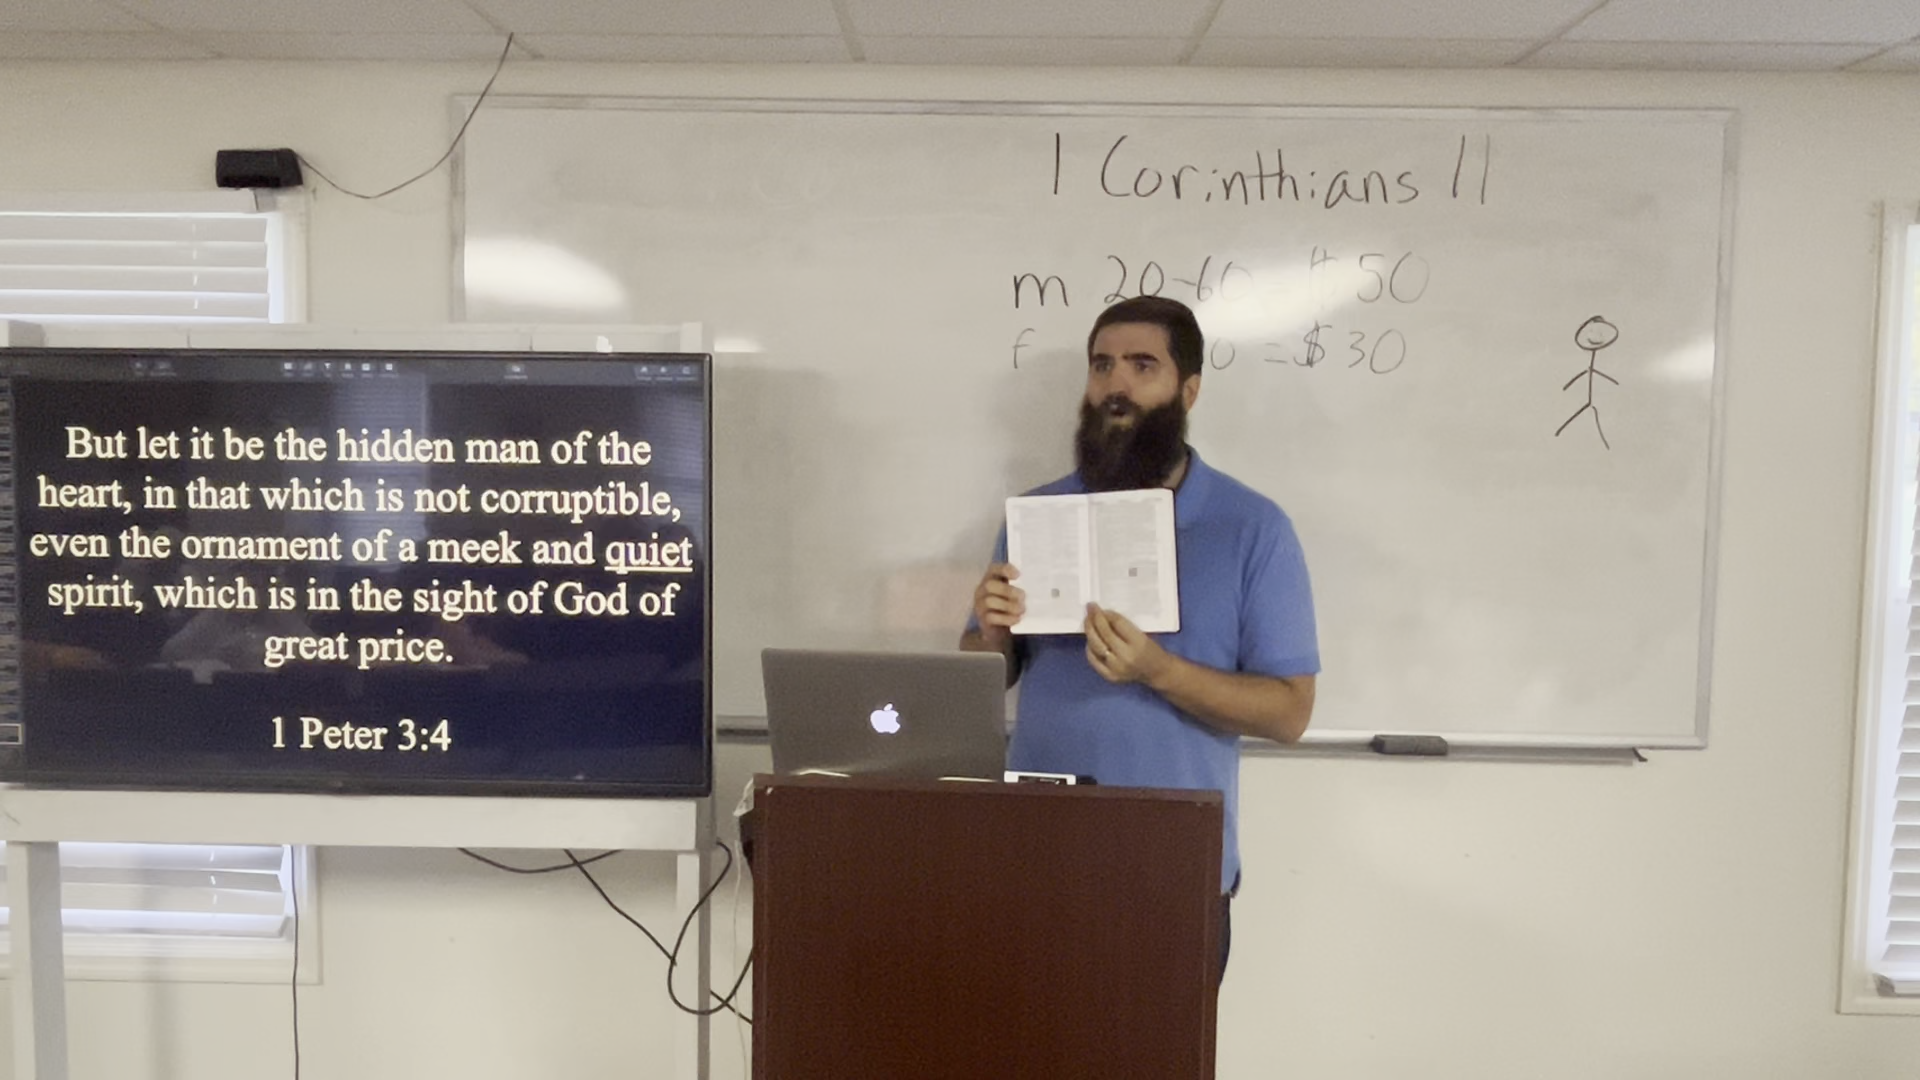 1 Corinthians 11
m 20-60 = $50
f 0 = $30
But let it be the hidden man of the
heart, in that which is not corruptible,
even the ornament of a meek and quiet
spirit, which is in the sight of God of
great price.
1 Peter 3:4